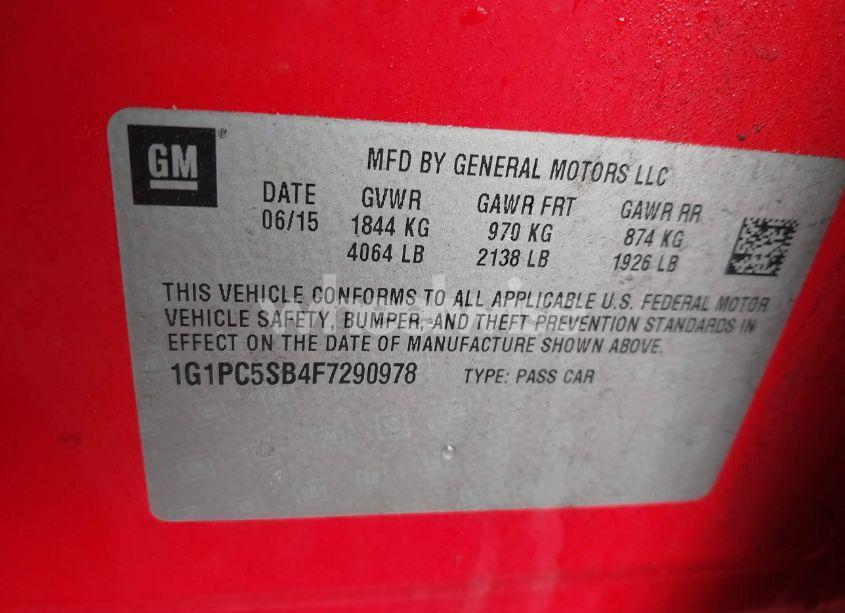 GM®
MFD BY GENERAL MOTORS LLC
DATE GVWR GAWR FRT GAWR RR
06/15 1844 KG 970 KG 874 KG
4064 LB 2138 LB 1926 LB
THIS VEHICLE CONFORMS TO ALL APPLICABLE U.S. FEDERAL MOTOR
VEHICLE SAFETY, BUMPER, AND THEFT PREVENTION STANDARDS IN
EFFECT ON THE DATE OF MANUFACTURE SHOWN ABOVE.
1G1PC5SB4F7290978 TYPE: PASS CAR